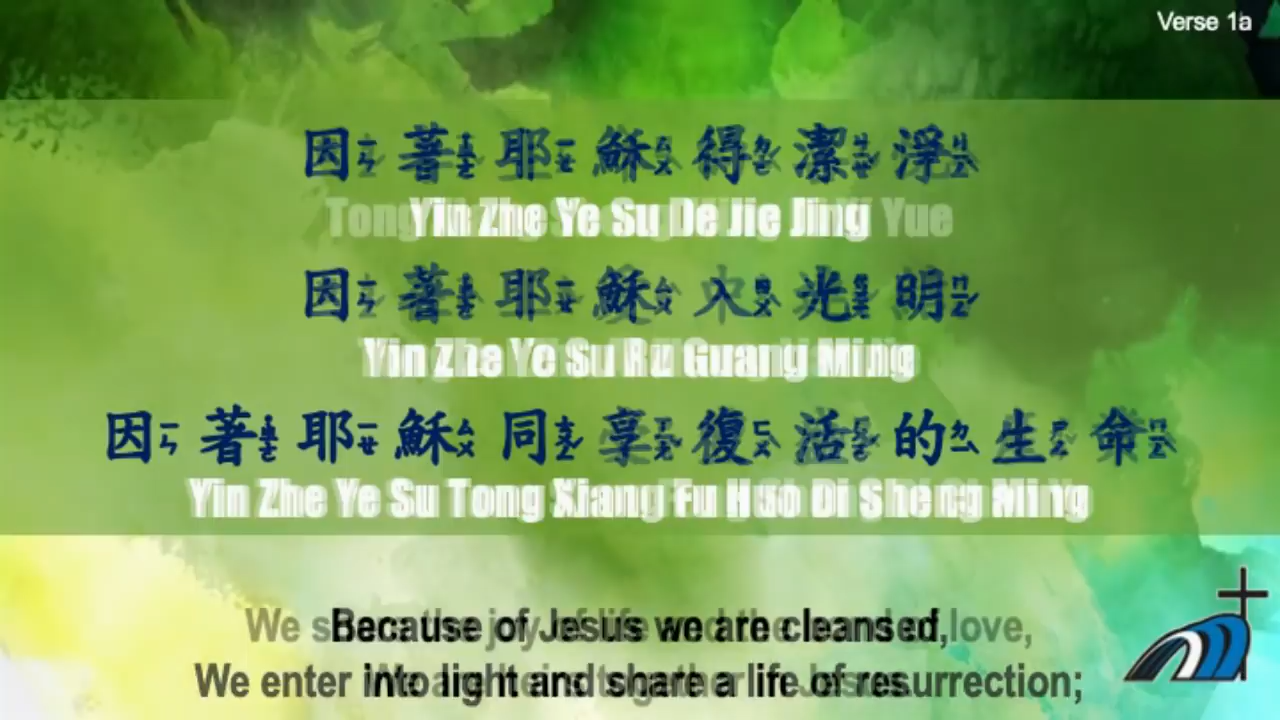 Verse 1a
因著耶穌得潔淨
Yin Zhe Ye Su De Jie Jing
因著耶穌入光明
Yin Zhe Ye Su Ru Guang Ming
因著耶穌同享復活的生命
Yin Zhe Ye Su Tong Xiang Fu Huo Di Sheng Ming
Because of Jesus we are cleansed,
We enter into light and share a life of resurrection;